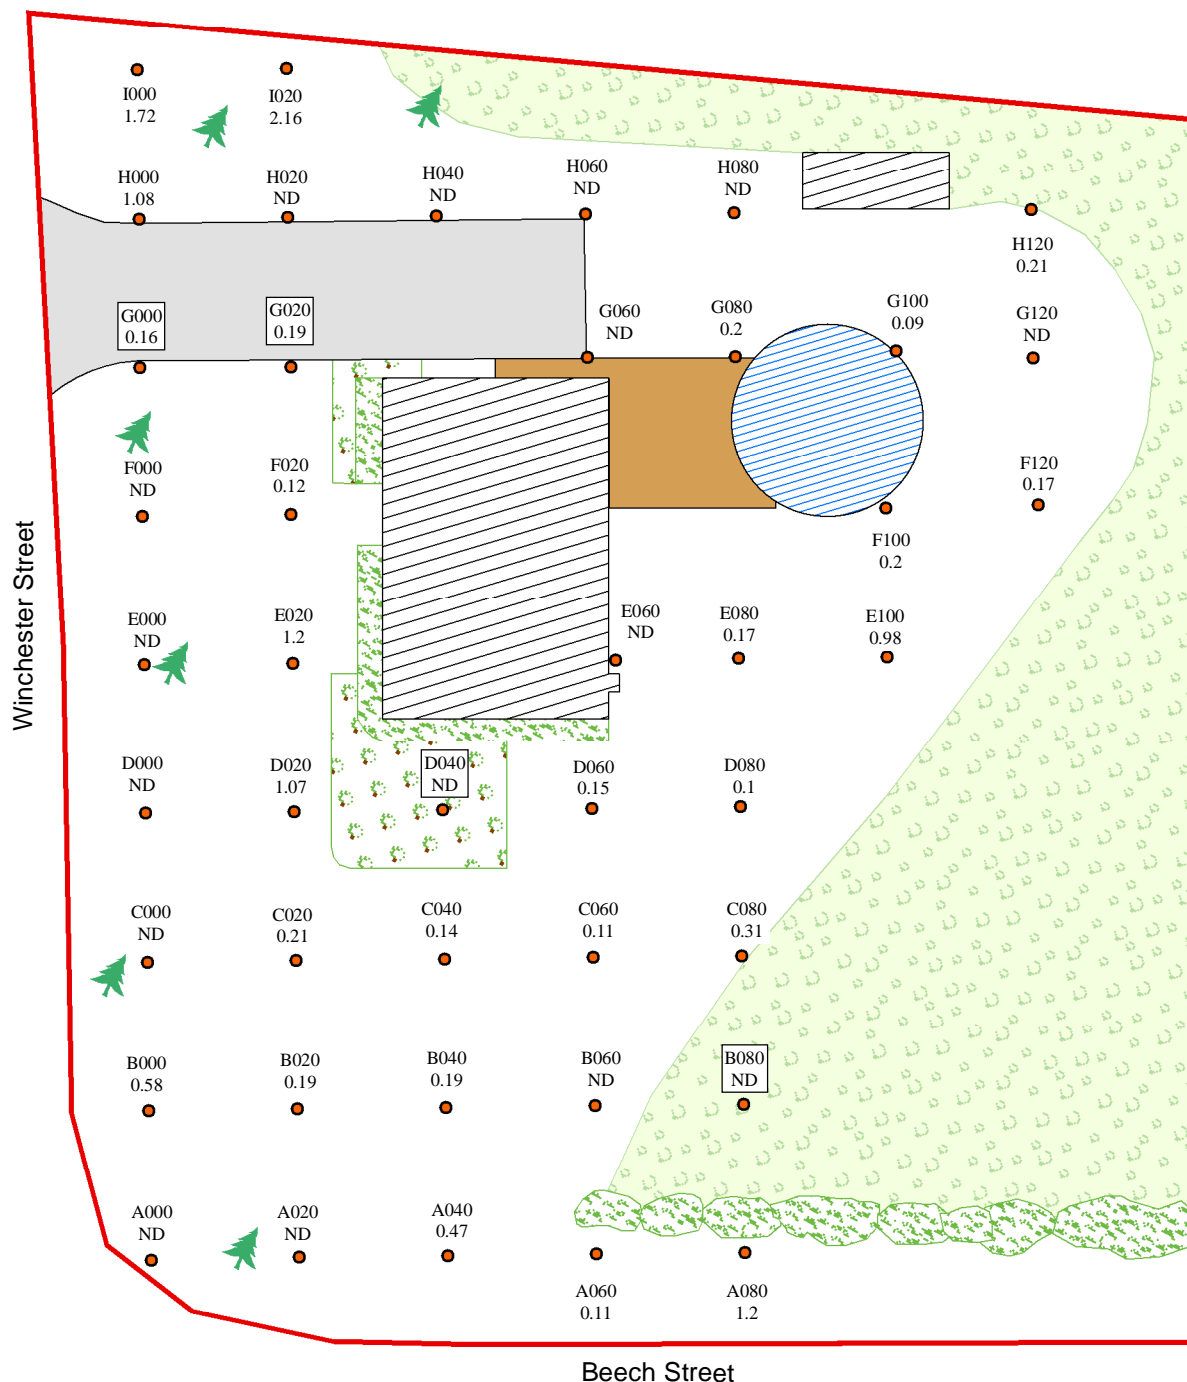 I000
1.72
I020
2.16
H000
1.08
H020
ND
H040
ND
H060
ND
H080
ND
H120
0.21
G000
0.16
G020
0.19
G060
ND
G080
0.2
G100
0.09
G120
ND
F000
ND
F020
0.12
F100
0.2
F120
0.17
Winchester Street
E000
ND
E020
1.2
E060
ND
E080
0.17
E100
0.98
D000
ND
D020
1.07
D040
ND
D060
0.15
D080
0.1
C000
ND
C020
0.21
C040
0.14
C060
0.11
C080
0.31
B000
0.58
B020
0.19
B040
0.19
B060
ND
B080
ND
A000
ND
A020
ND
A040
0.47
A060
0.11
A080
1.2
Beech Street